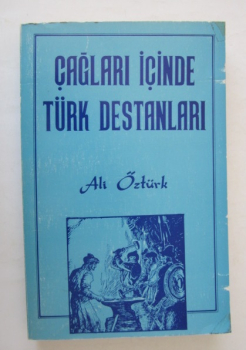 ÇAĞLARI İÇİNDE
TÜRK DESTANLARI
Ali Öztürk